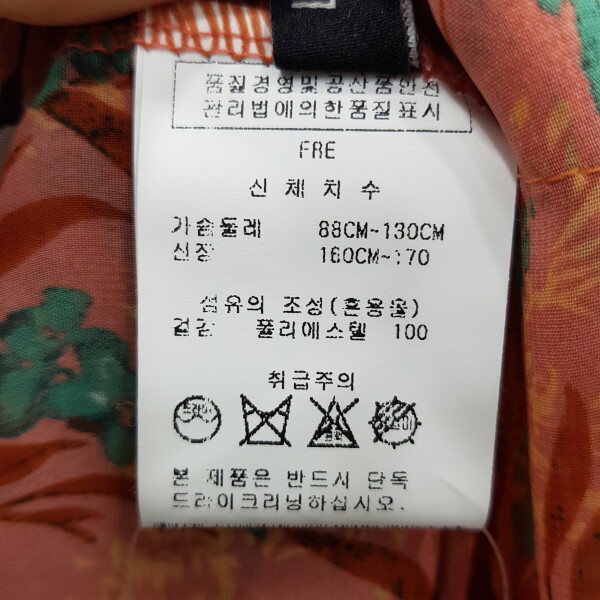 품질경영및공산품안전
관리법에의한품질표시
FRE
신체치수
가슴둘레 88CM~130CM
신장 160CM~170
섬유의 조성(혼용율)
겉감 폴리에스텔 100
취급주의
드라이
본 제품은 반드시 단독
드라이크리닝하십시오.